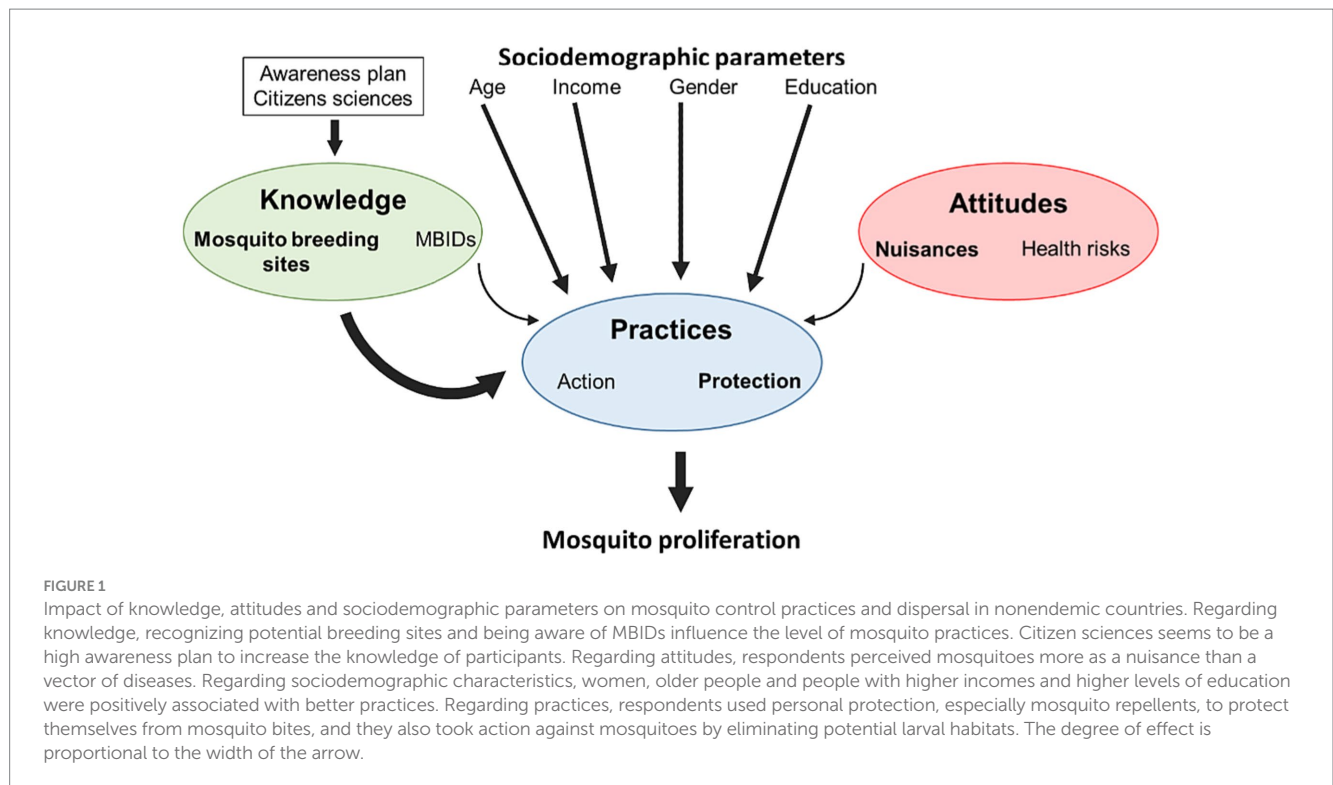 Sociodemographic parameters
Age Income Gender Education
Awareness plan
Citizens sciences
Knowledge
Mosquito breeding
sites
MBIDs
Attitudes
Nuisances Health risks
Practices
Action Protection
Mosquito proliferation
FIGURE 1
Impact of knowledge, attitudes and sociodemographic parameters on mosquito control practices and dispersal in nonendemic countries. Regarding
knowledge, recognizing potential breeding sites and being aware of MBIDs influence the level of mosquito practices. Citizen sciences seems to be a
high awareness plan to increase the knowledge of participants. Regarding attitudes, respondents perceived mosquitoes more as a nuisance than a
vector of diseases. Regarding sociodemographic characteristics, women, older people and people with higher incomes and higher levels of education
were positively associated with better practices. Regarding practices, respondents used personal protection, especially mosquito repellents, to protect
themselves from mosquito bites, and they also took action against mosquitoes by eliminating potential larval habitats. The degree of effect is
proportional to the width of the arrow.